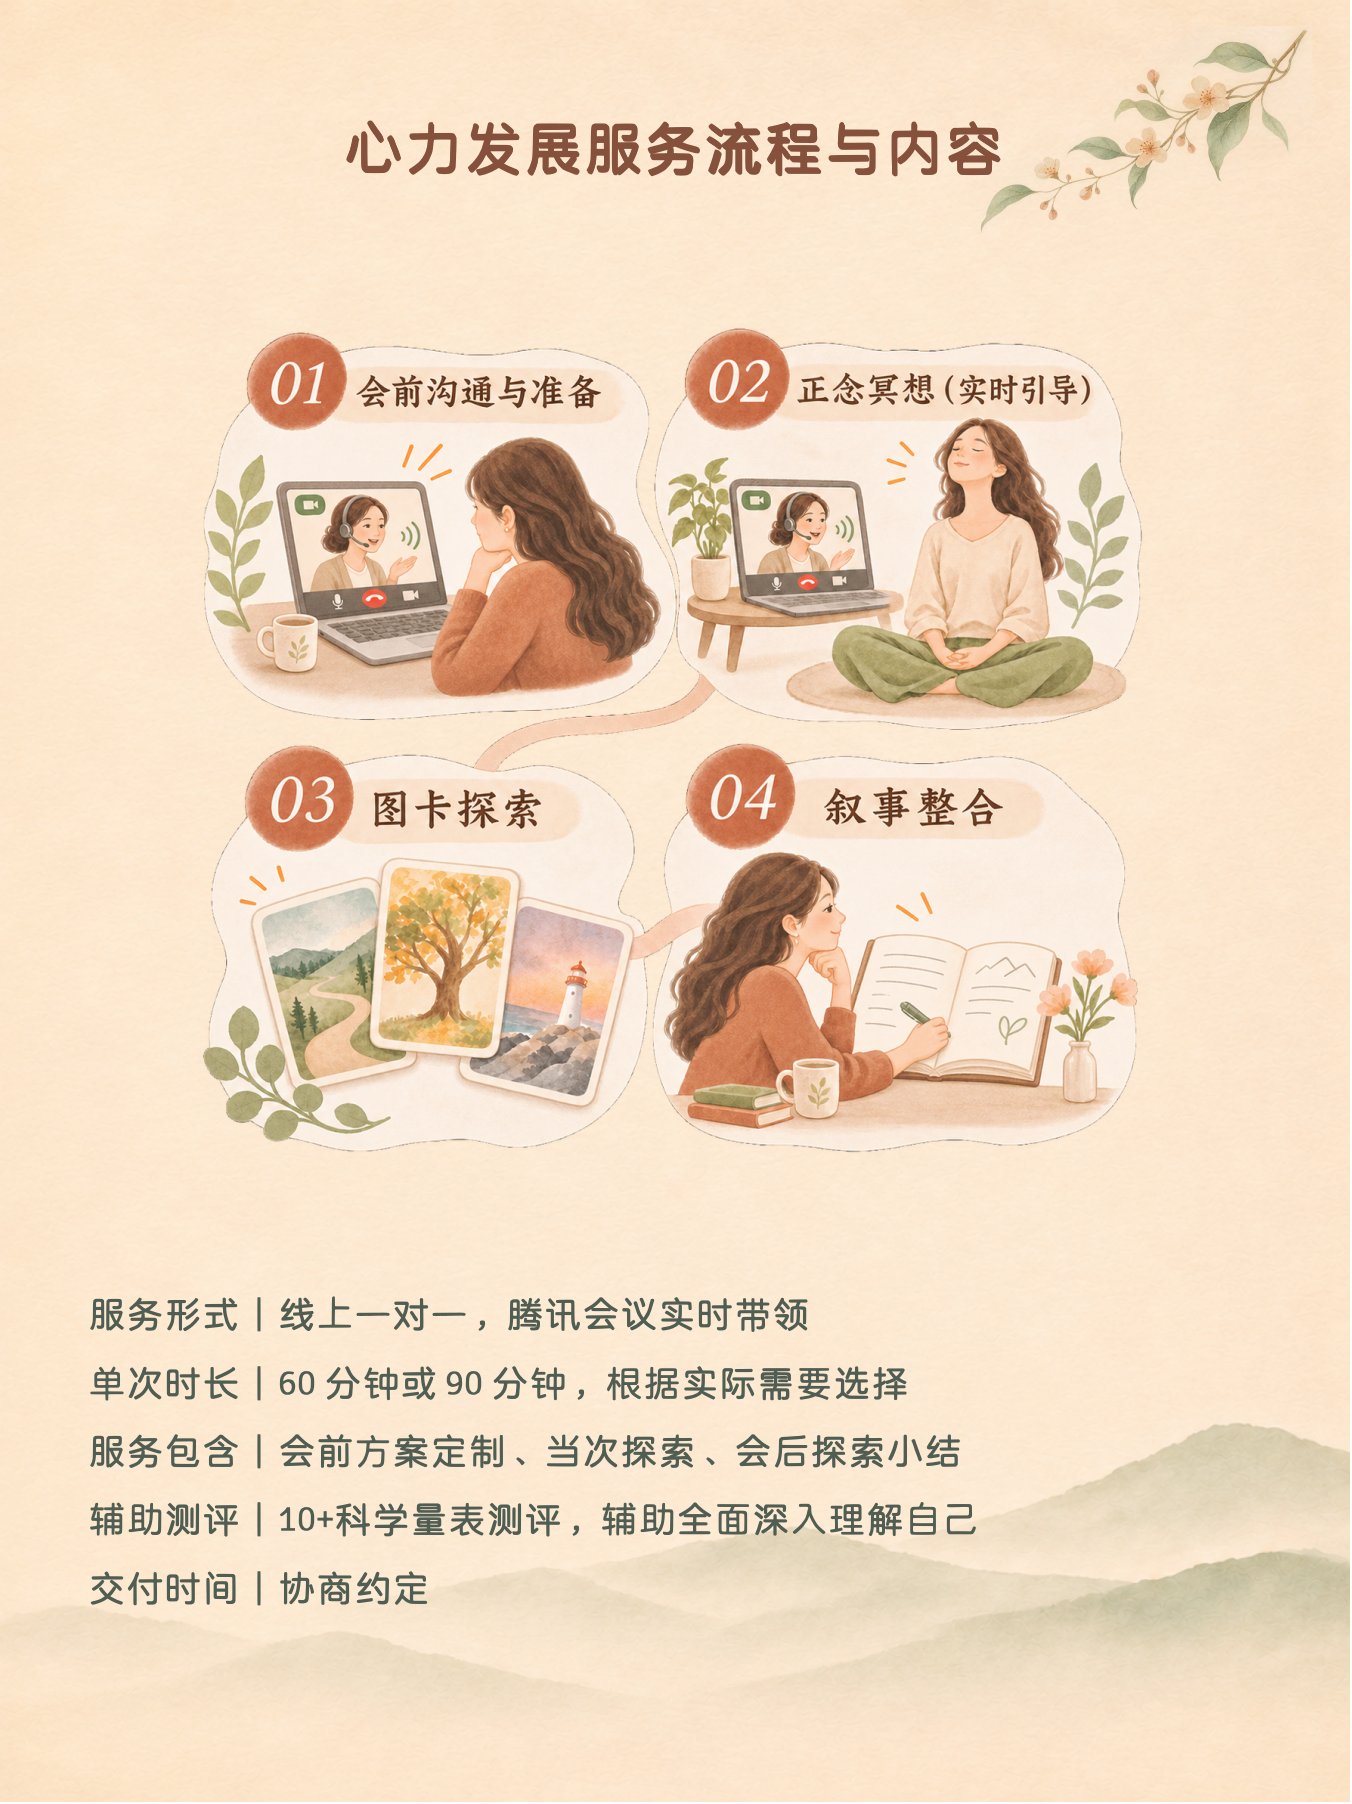 心力发展服务流程与内容
01 会前沟通与准备
02 正念冥想(实时引导)
03 图卡探索
04 叙事整合
服务形式｜线上一对一，腾讯会议实时带领
单次时长｜60 分钟或 90 分钟，根据实际需要选择
服务包含｜会前方案定制、当次探索、会后探索小结
辅助测评｜10+科学量表测评，辅助全面深入理解自己
交付时间｜协商约定